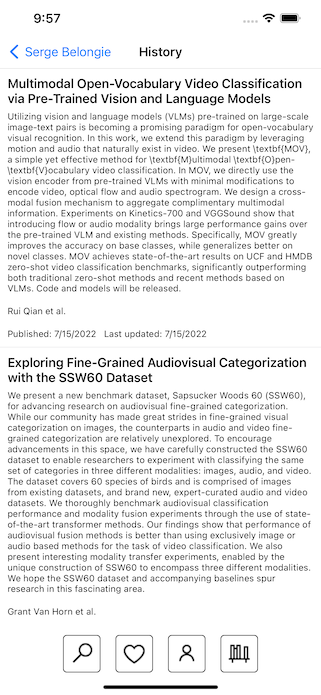 9:57
Serge Belongie
History
Multimodal Open-Vocabulary Video Classification
via Pre-Trained Vision and Language Models
Utilizing vision and language models (VLMs) pre-trained on large-scale
image-text pairs is becoming a promising paradigm for open-vocabulary
visual recognition. In this work, we extend this paradigm by leveraging
motion and audio that naturally exist in video. We present \textbf{MOV},
a simple yet effective method for \textbf{M}ultimodal \textbf{O}pen-
\textbf{V}ocabulary video classification. In MOV, we directly use the
vision encoder from pre-trained VLMs with minimal modifications to
encode video, optical flow and audio spectrogram. We design a cross-
modal fusion mechanism to aggregate complimentary multimodal
information. Experiments on Kinetics-700 and VGGSound show that
introducing flow or audio modality brings large performance gains over
the pre-trained VLM and existing methods. Specifically, MOV greatly
improves the accuracy on base classes, while generalizes better on
novel classes. MOV achieves state-of-the-art results on UCF and HMDB
zero-shot video classification benchmarks, significantly outperforming
both traditional zero-shot methods and recent methods based on
VLMs. Code and models will be released.
Rui Qian et al.
Published: 7/15/2022 Last updated: 7/15/2022
Exploring Fine-Grained Audiovisual Categorization
with the SSW60 Dataset
We present a new benchmark dataset, Sapsucker Woods 60 (SSW60),
for advancing research on audiovisual fine-grained categorization.
While our community has made great strides in fine-grained visual
categorization on images, the counterparts in audio and video fine-
grained categorization are relatively unexplored. To encourage
advancements in this space, we have carefully constructed the SSW60
dataset to enable researchers to experiment with classifying the same
set of categories in three different modalities: images, audio, and video.
The dataset covers 60 species of birds and is comprised of images
from existing datasets, and brand new, expert-curated audio and video
datasets. We thoroughly benchmark audiovisual classification
performance and modality fusion experiments through the use of state-
of-the-art transformer methods. Our findings show that performance of
audiovisual fusion methods is better than using exclusively image or
audio based methods for the task of video classification. We also
present interesting modality transfer experiments, enabled by the
unique construction of SSW60 to encompass three different modalities.
We hope the SSW60 dataset and accompanying baselines spur
research in this fascinating area.
Grant Van Horn et al.